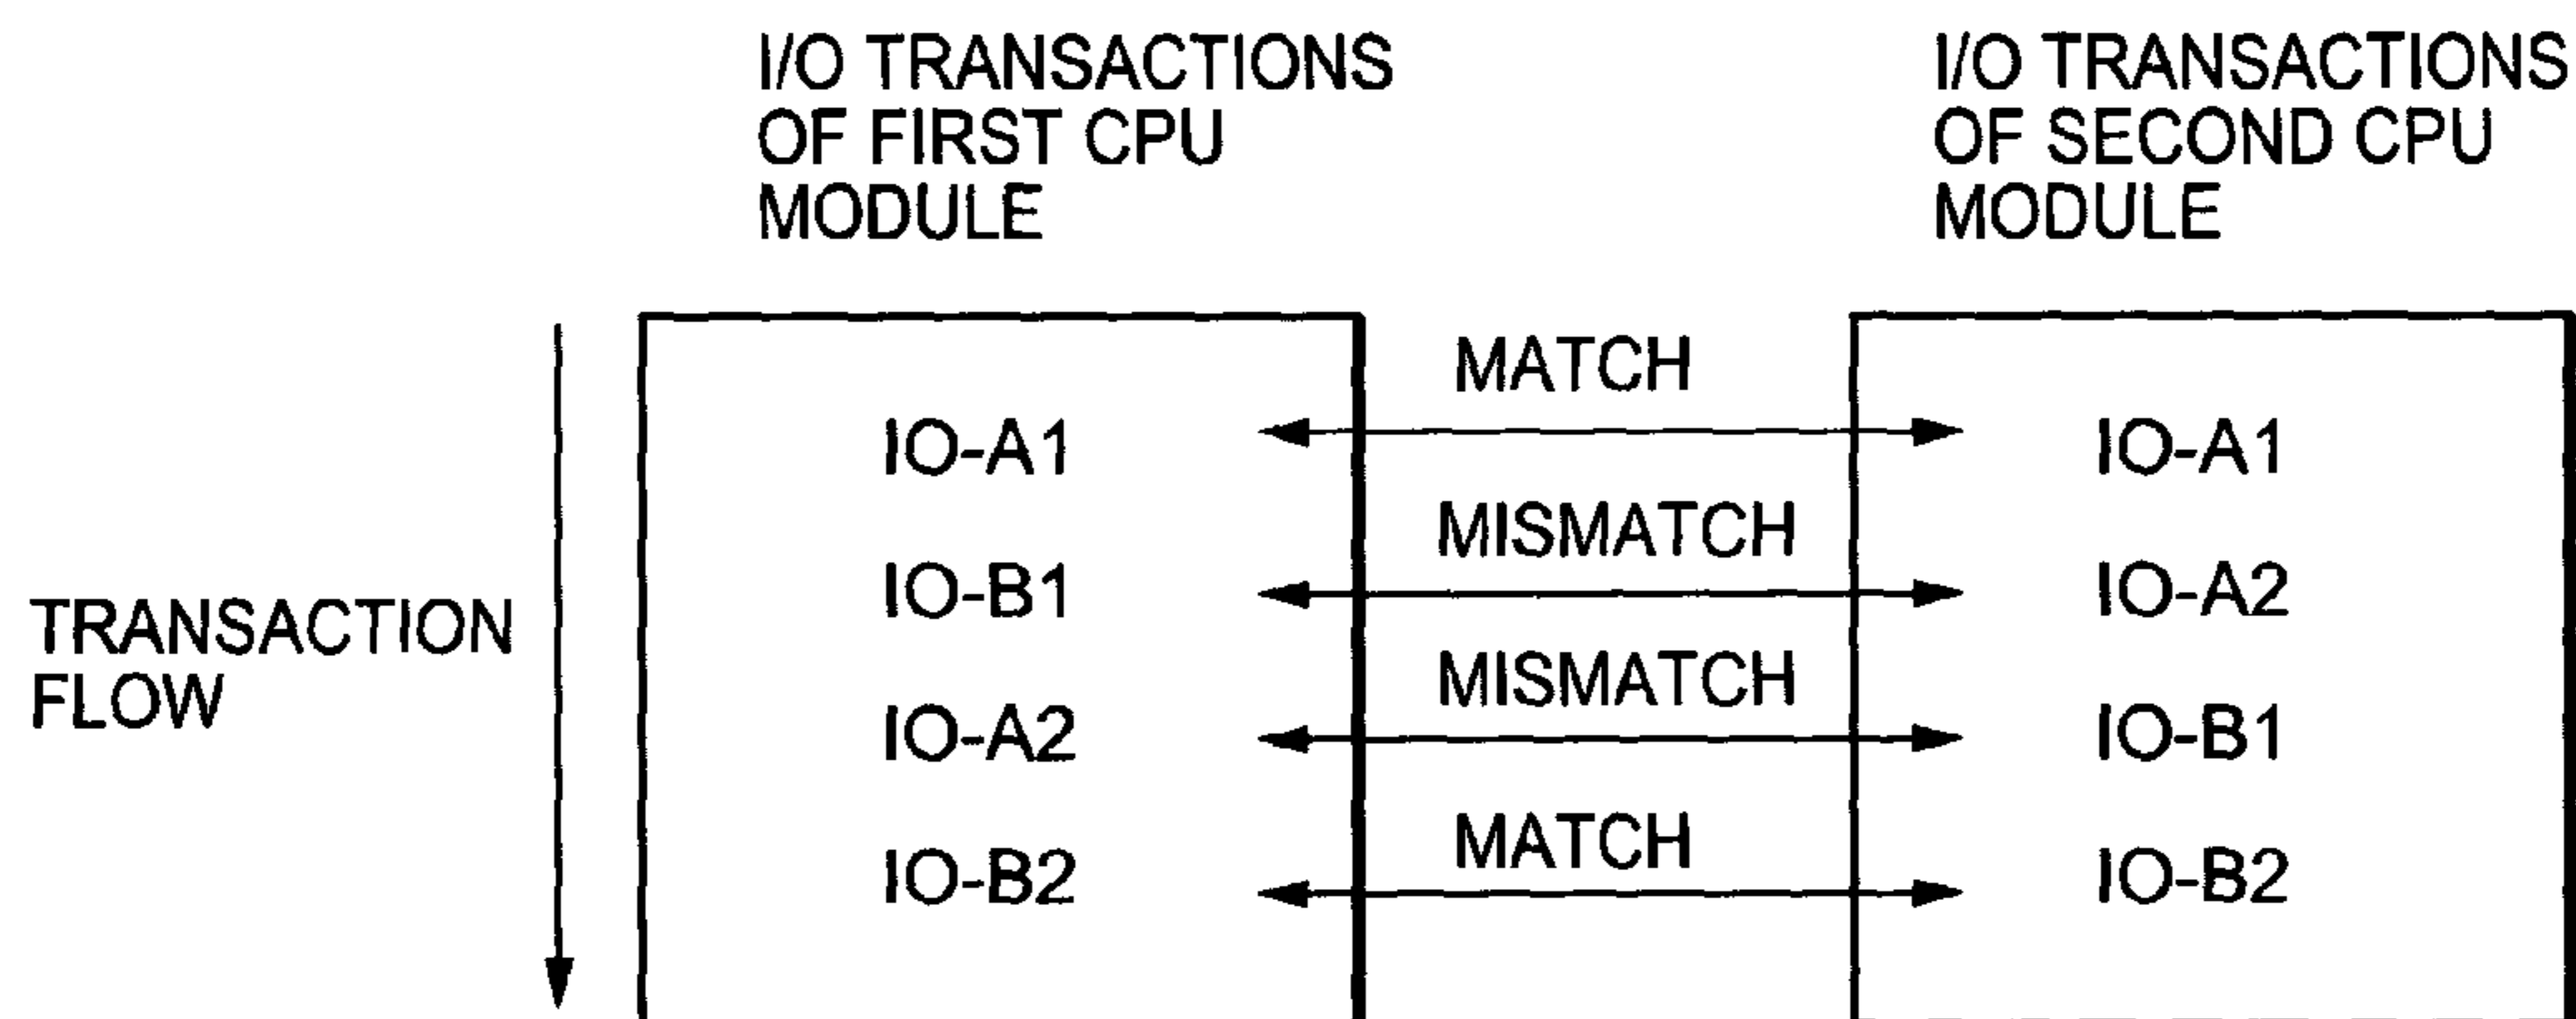 I/O TRANSACTIONS
OF FIRST CPU
MODULE
I/O TRANSACTIONS
OF SECOND CPU
MODULE
MATCH
IO-A1
IO-A1
MISMATCH
IO-B1
IO-A2
TRANSACTION
FLOW
MISMATCH
IO-A2
IO-B1
MATCH
IO-B2
IO-B2